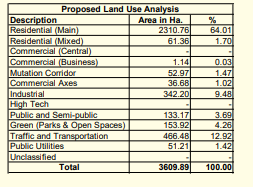 Proposed Land Use Analysis
Description Area in Ha. %
Residential (Main) 2310.76 64.01
Residential (Mixed) 61.36 1.70
Commercial (Central) - -
Commercial (Business) 1.14 0.03
Mutation Corridor 52.97 1.47
Commercial Axes 36.68 1.02
Industrial 342.20 9.48
High Tech - -
Public and Semi-public 133.17 3.69
Green (Parks & Open Spaces) 153.92 4.26
Traffic and Transportation 466.48 12.92
Public Utilities 51.21 1.42
Unclassified - -
Total 3609.89 100.00